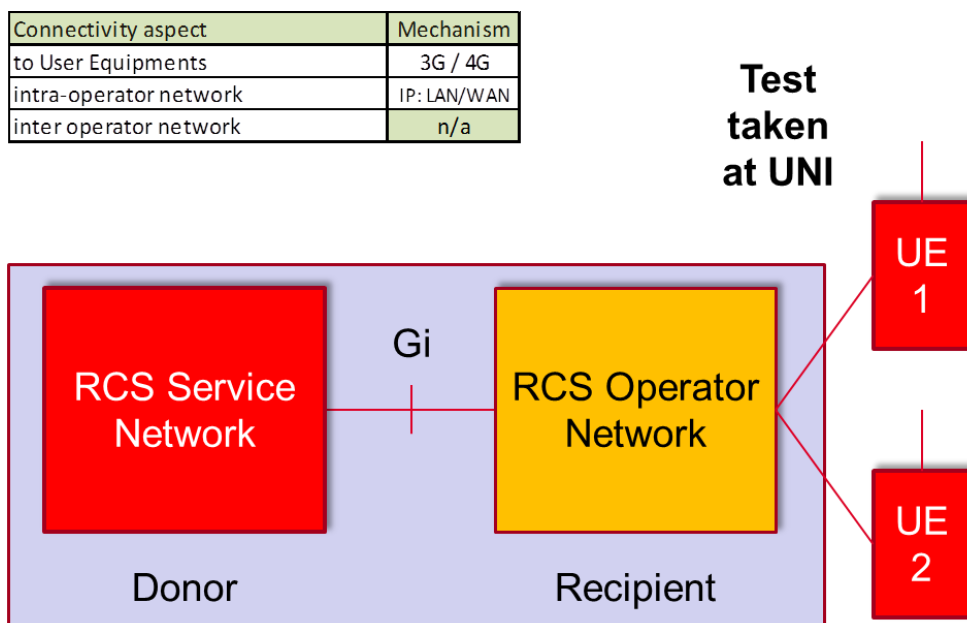 Connectivity aspect Mechanism
to User Equipments 3G / 4G
intra-operator network IP: LAN/WAN
inter operator network n/a
Test
taken
at UNI
UE
1
Gi
RCS Service
Network
RCS Operator
Network
UE
2
Donor
Recipient